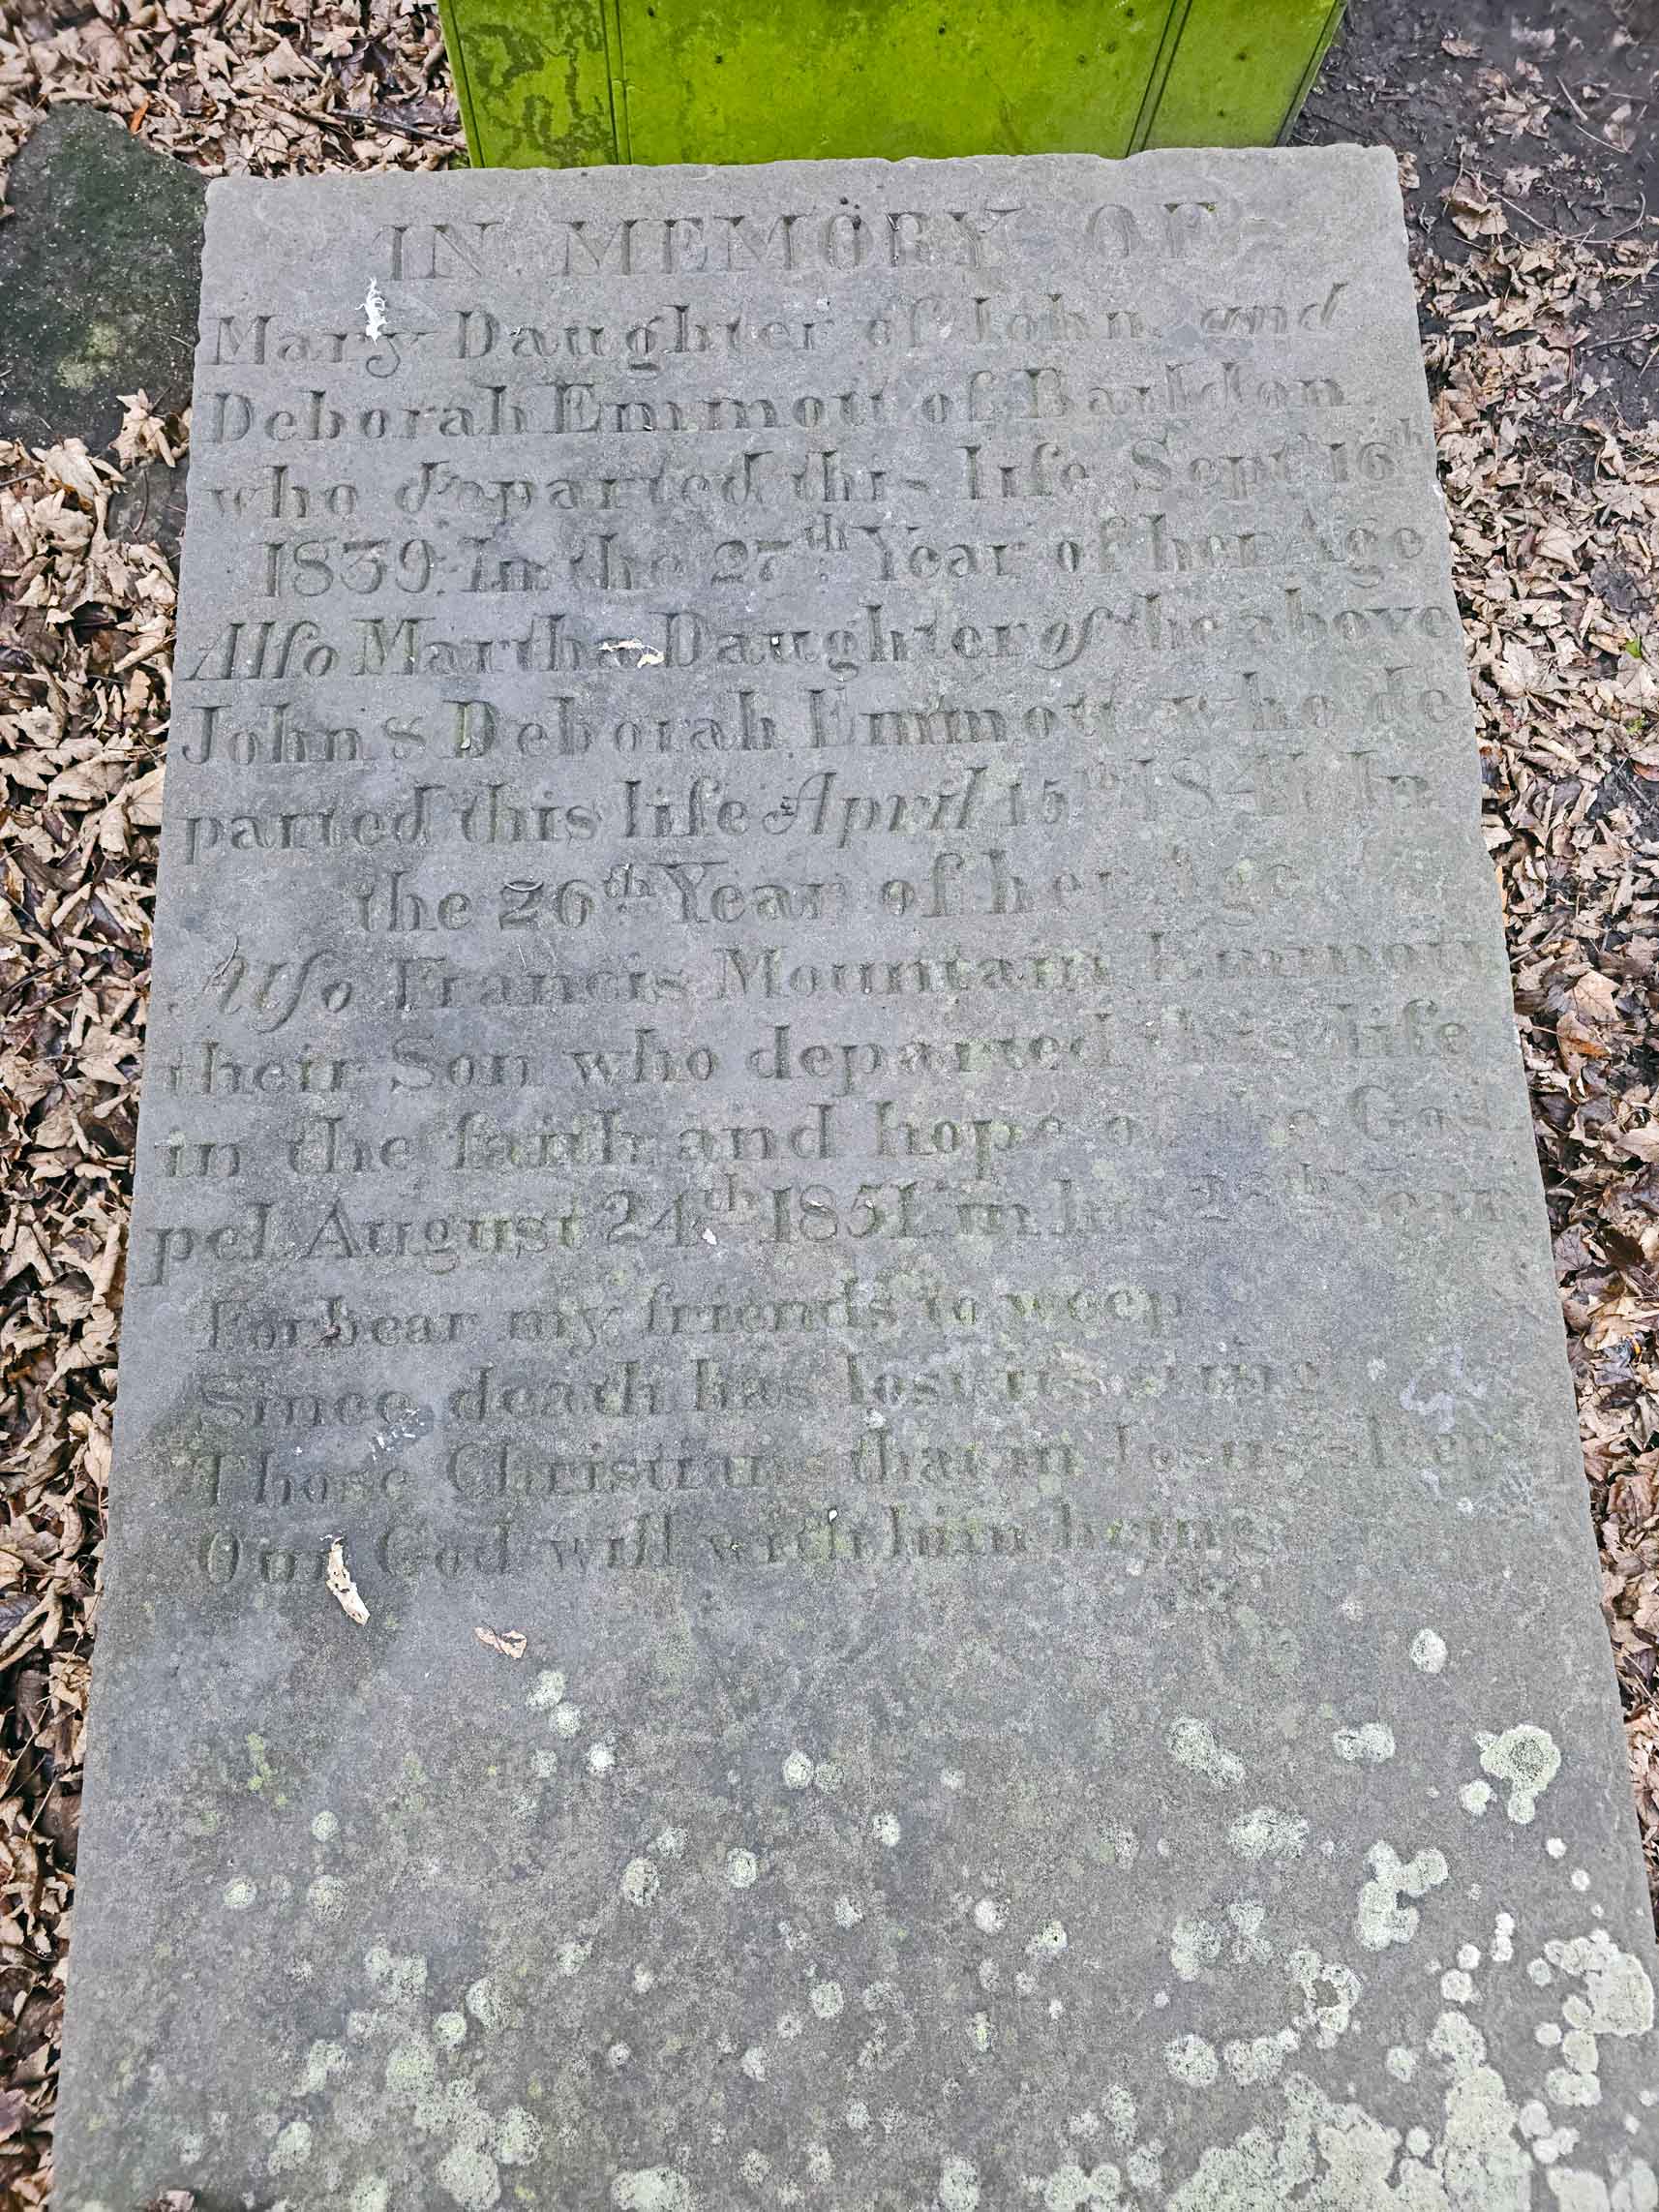 IN MEMORY OF
Mary Daughter of John and
Deborah Emmott of Baildon
who departed this life Septr 16th
1839. In the 27th Year of her Age
Alſo Martha Daughter of the above
John & Deborah Emmott who de
parted this life April 15th In
the 26th Year of her Age
Alſo Francis Mountain Emmott
their Son who departed this life
in the faith and hope of the Goſ
pel August 24th 1851 in his Year
Forbear my friends to weep
Since death has lost its sting
Those Christians that in Jesus sleep
Our God will with him bring